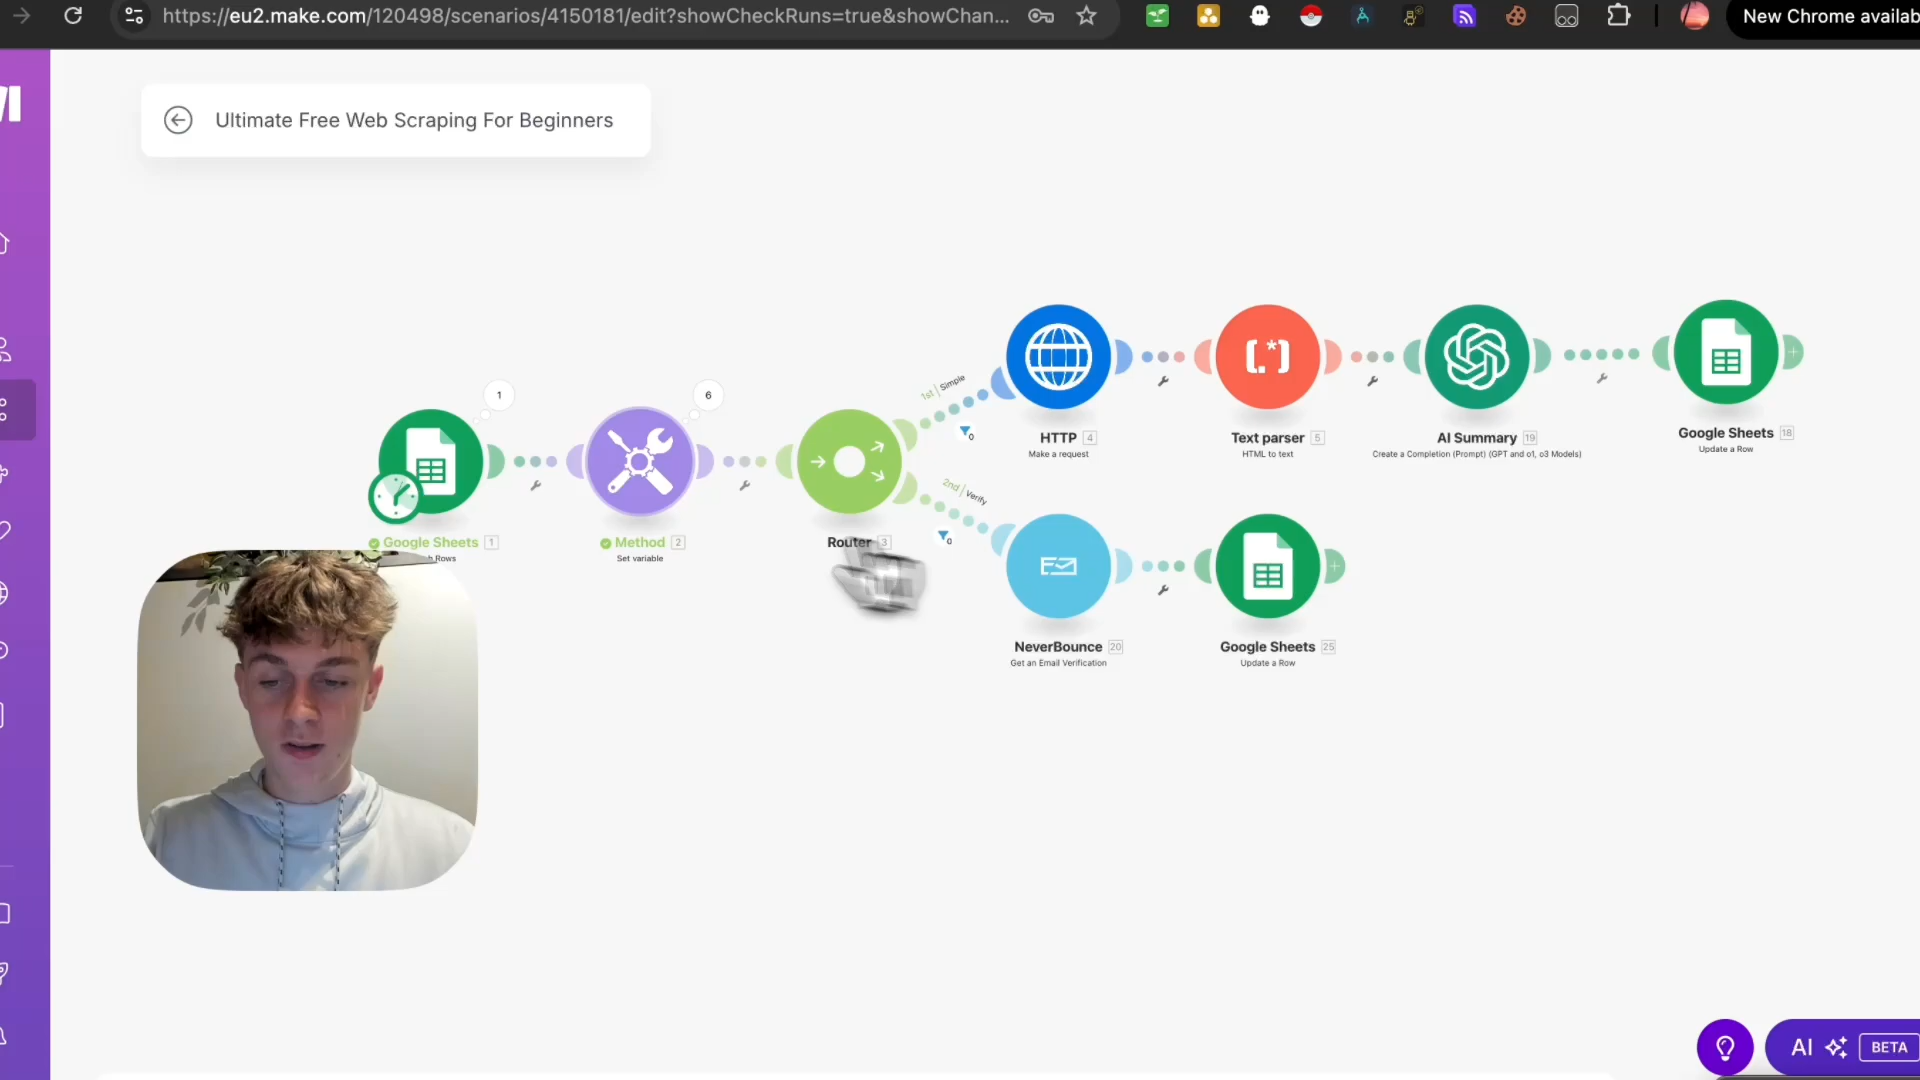 https://eu2.make.com/120498/scenarios/4150181/edit?showCheckRuns=true&showChan...
New Chrome availab
Ultimate Free Web Scraping For Beginners
1
6
1st | Simple
0
HTTP 4
Make a request
Text parser 5
HTML to text
AI Summary 19
Create a Completion (Prompt) (GPT and o1, o3 Models)
Google Sheets 18
Update a Row
2nd | Verify
0
Google Sheets 1
Rows
Method 2
Set variable
Router 3
NeverBounce 20
Get an Email Verification
Google Sheets 25
Update a Row
AI BETA